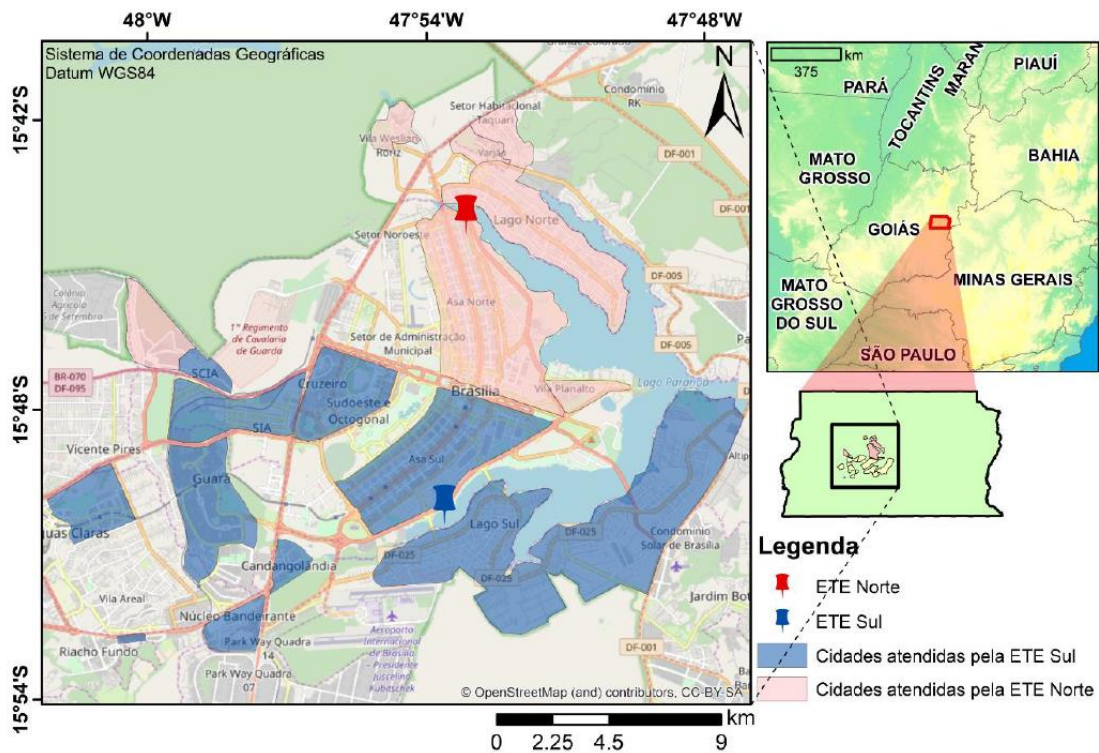 48°W
47°54'W
47°48'W
Sistema de Coordenadas Geográficas
Datum WGS84
15°42'S
15°48'S
15°54'S
N
Condomínio
RK
Setor Habitacional
Taquari
Vila Weslian
Roriz
Varjão
DF-001
DF-001
Lago Norte
Setor Noroeste
DF-005
Asa Norte
Colônia
Agrícola
1º Regimento
de Cavalaria
de Guarda
Setor de Administração
Municipal
DF-005
BR-070
DF-095
SCIA
Cruzeiro
Brasília
Vila Planalto
Lago Paranoá
Sudoeste e
Octogonal
SIA
Vicente Pires
Asa Sul
Guará
Lago Sul
guas Claras
DF-025
DF-025
Condomínio
Solar de Brasília
Candangolândia
DF-025
Vila Areal
Núcleo Bandeirante
Jardim Bot
Park Way Quadra
14
Aeroporto
Internacional
de Brasília -
Presidente
Juscelino
Kubitschek
DF-001
Riacho Fundo
Park Way Quadra
07
© OpenStreetMap (and) contributors, CC-BY-SA
km
0 2.25 4.5 9
km
375
PARÁ
TOCANTINS
MARAN
PIAUÍ
MATO
GROSSO
BAHIA
GOIÁS
MINAS GERAIS
MATO
GROSSO
DO SUL
SÃO PAULO
Legenda
ETE Norte
ETE Sul
Cidades atendidas pela ETE Sul
Cidades atendidas pela ETE Norte